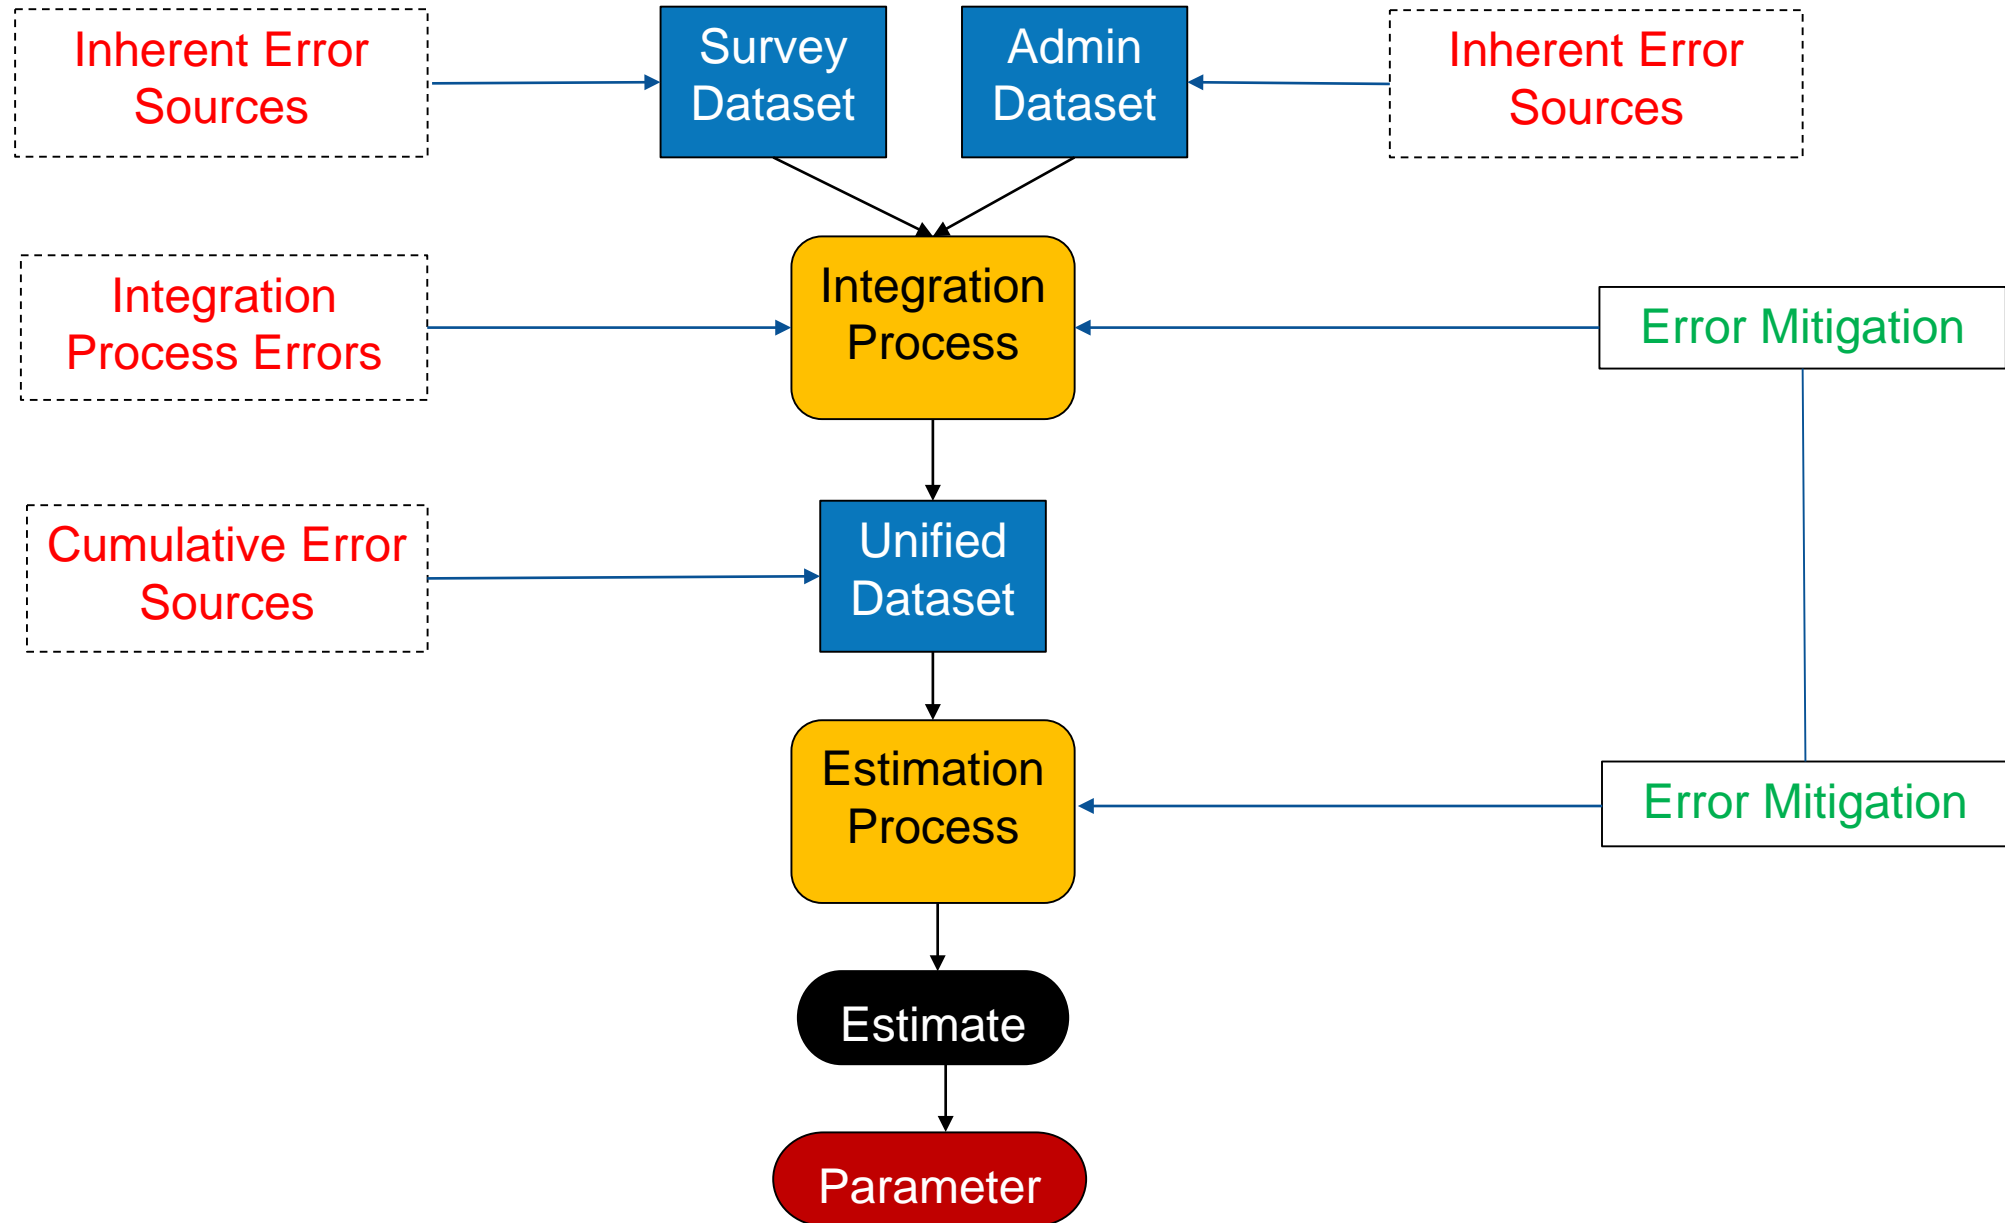 Inherent Error
Sources
Survey
Dataset
Admin
Dataset
Inherent Error
Sources
Integration
Process Errors
Integration
Process
Error Mitigation
Cumulative Error
Sources
Unified
Dataset
Estimation
Process
Error Mitigation
Estimate
Parameter